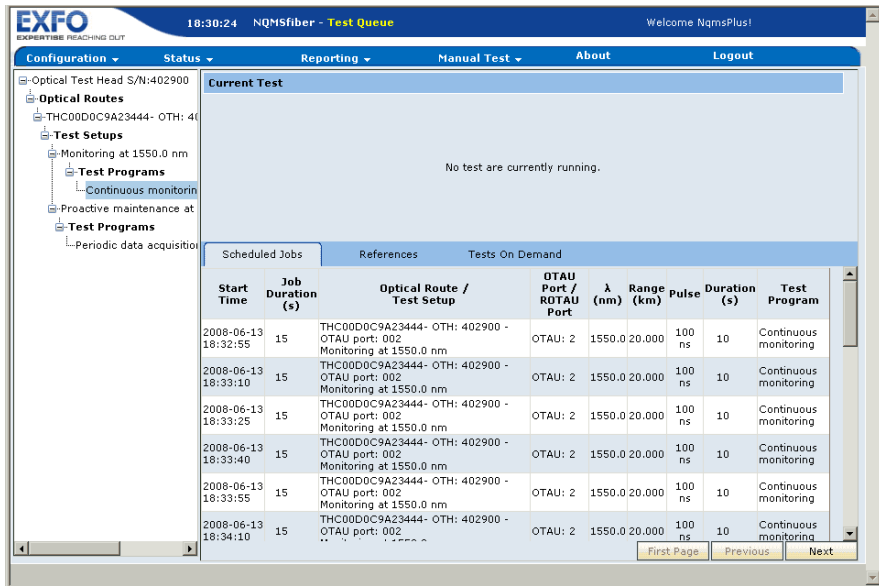 EXFO
EXPERTISE REACHING OUT
18:30:24 NQMSfiber - Test Queue
Welcome NqmsPlus!
Configuration Status Reporting Manual Test About Logout
Optical Test Head S/N:402900
Optical Routes
THC00D0C9A23444- OTH: 4
Test Setups
Monitoring at 1550.0 nm
Test Programs
Continuous monitorin
Proactive maintenance at
Test Programs
Periodic data acquisition
Current Test
No test are currently running.
Scheduled Jobs References Tests On Demand
Start Time Job Duration (s) Optical Route / Test Setup OTAU Port / ROTAU Port λ (nm) Range (km) Pulse Duration (s) Test Program
2008-06-13 18:32:55 15 THC00D0C9A23444- OTH: 402900 - OTAU port: 002 Monitoring at 1550.0 nm OTAU: 2 1550.0 20.000 100 ns 10 Continuous monitoring
2008-06-13 18:33:10 15 THC00D0C9A23444- OTH: 402900 - OTAU port: 002 Monitoring at 1550.0 nm OTAU: 2 1550.0 20.000 100 ns 10 Continuous monitoring
2008-06-13 18:33:25 15 THC00D0C9A23444- OTH: 402900 - OTAU port: 002 Monitoring at 1550.0 nm OTAU: 2 1550.0 20.000 100 ns 10 Continuous monitoring
2008-06-13 18:33:40 15 THC00D0C9A23444- OTH: 402900 - OTAU port: 002 Monitoring at 1550.0 nm OTAU: 2 1550.0 20.000 100 ns 10 Continuous monitoring
2008-06-13 18:33:55 15 THC00D0C9A23444- OTH: 402900 - OTAU port: 002 Monitoring at 1550.0 nm OTAU: 2 1550.0 20.000 100 ns 10 Continuous monitoring
2008-06-13 18:34:10 15 THC00D0C9A23444- OTH: 402900 - OTAU port: 002 OTAU: 2 1550.0 20.000 100 ns 10 Continuous monitoring
First Page Previous Next